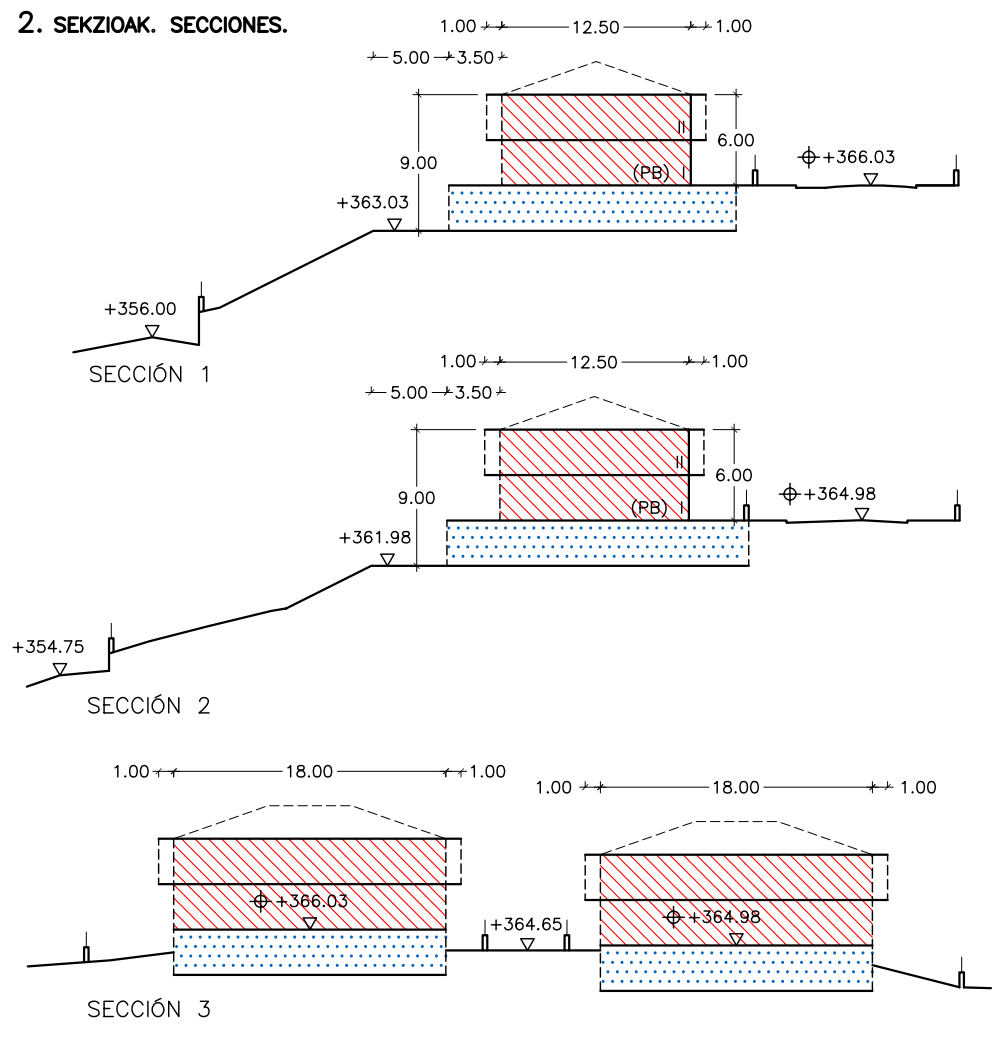 2. SEKZIOAK. SECCIONES.
1.00 12.50 1.00
5.00 3.50
II
9.00 6.00
(PB) I
+366.03
+363.03
+356.00
SECCIÓN 1
1.00 12.50 1.00
5.00 3.50
II
9.00 6.00
(PB) I
+364.98
+361.98
+354.75
SECCIÓN 2
1.00 18.00 1.00
1.00 18.00 1.00
+366.03
+364.65
+364.98
SECCIÓN 3